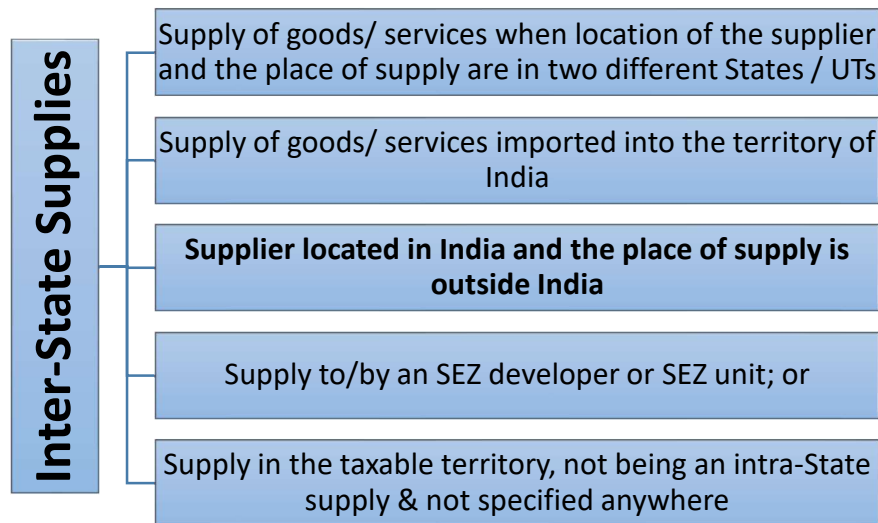 Inter-State Supplies
Supply of goods/ services when location of the supplier
and the place of supply are in two different States / UTs
Supply of goods/ services imported into the territory of
India
Supplier located in India and the place of supply is
outside India
Supply to/by an SEZ developer or SEZ unit; or
Supply in the taxable territory, not being an intra-State
supply & not specified anywhere